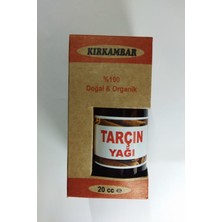 KIRKAMBAR
%100
Doğal & Organik
TARÇIN
YAĞI
20 cc e